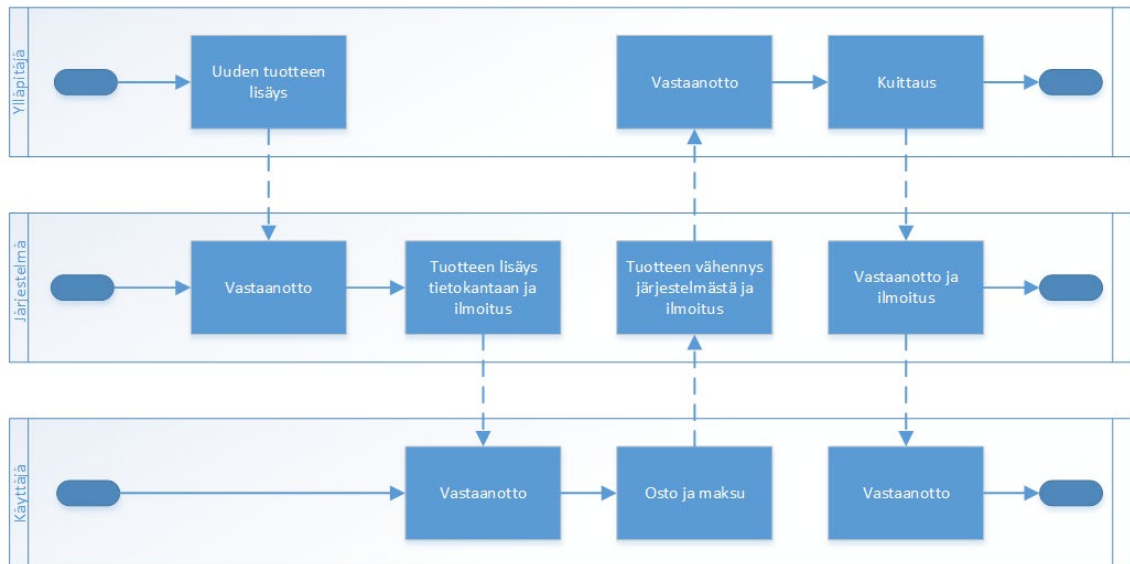 Ylläpitäjä
Uuden tuotteen
lisäys
Vastaanotto
Kuittaus
Järjestelmä
Vastaanotto
Tuotteen lisäys
tietokantaan ja
ilmoitus
Tuotteen vähennys
järjestelmästä ja
ilmoitus
Vastaanotto ja
ilmoitus
Käyttäjä
Vastaanotto
Osto ja maksu
Vastaanotto